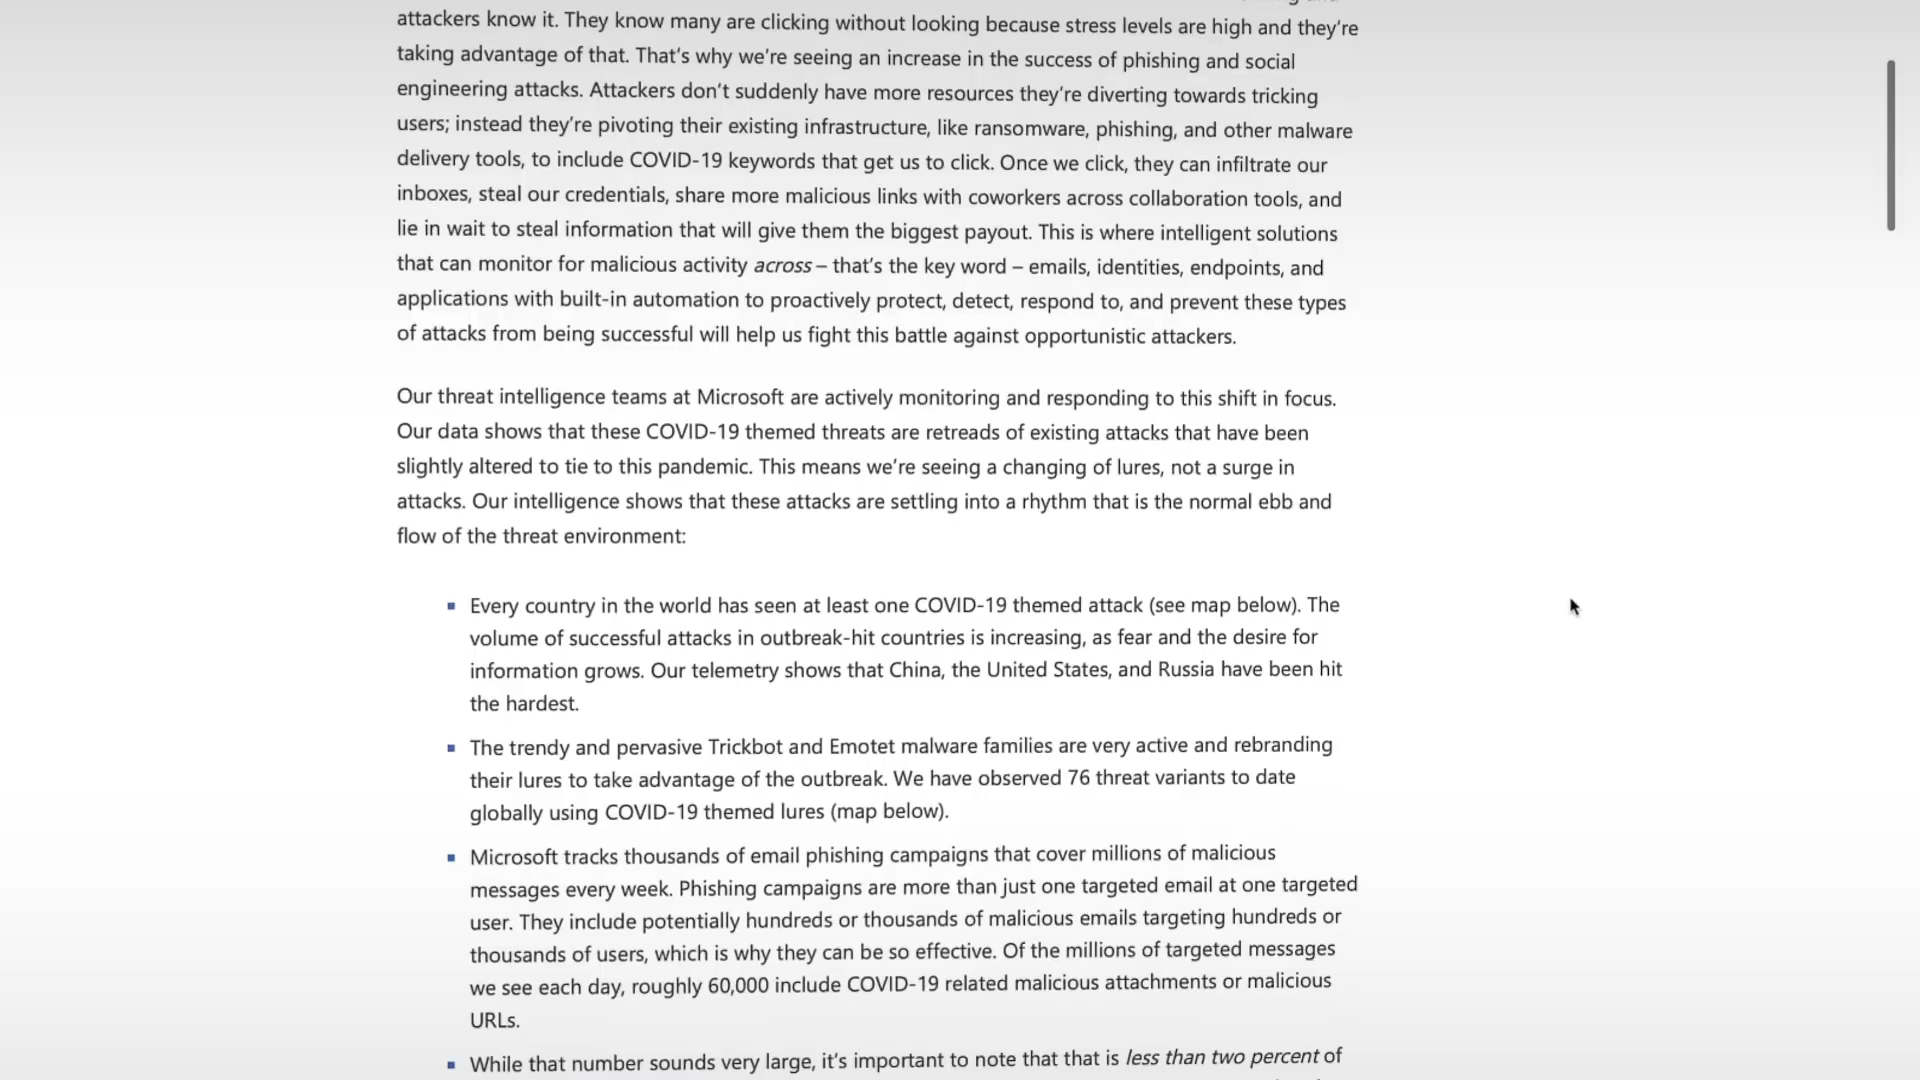 attackers know it. They know many are clicking without looking because stress levels are high and they're
taking advantage of that. That's why we're seeing an increase in the success of phishing and social
engineering attacks. Attackers don't suddenly have more resources they're diverting towards tricking
users; instead they're pivoting their existing infrastructure, like ransomware, phishing, and other malware
delivery tools, to include COVID-19 keywords that get us to click. Once we click, they can infiltrate our
inboxes, steal our credentials, share more malicious links with coworkers across collaboration tools, and
lie in wait to steal information that will give them the biggest payout. This is where intelligent solutions
that can monitor for malicious activity across – that's the key word – emails, identities, endpoints, and
applications with built-in automation to proactively protect, detect, respond to, and prevent these types
of attacks from being successful will help us fight this battle against opportunistic attackers.
Our threat intelligence teams at Microsoft are actively monitoring and responding to this shift in focus.
Our data shows that these COVID-19 themed threats are retreads of existing attacks that have been
slightly altered to tie to this pandemic. This means we're seeing a changing of lures, not a surge in
attacks. Our intelligence shows that these attacks are settling into a rhythm that is the normal ebb and
flow of the threat environment:
▪ Every country in the world has seen at least one COVID-19 themed attack (see map below). The
volume of successful attacks in outbreak-hit countries is increasing, as fear and the desire for
information grows. Our telemetry shows that China, the United States, and Russia have been hit
the hardest.
▪ The trendy and pervasive Trickbot and Emotet malware families are very active and rebranding
their lures to take advantage of the outbreak. We have observed 76 threat variants to date
globally using COVID-19 themed lures (map below).
▪ Microsoft tracks thousands of email phishing campaigns that cover millions of malicious
messages every week. Phishing campaigns are more than just one targeted email at one targeted
user. They include potentially hundreds or thousands of malicious emails targeting hundreds or
thousands of users, which is why they can be so effective. Of the millions of targeted messages
we see each day, roughly 60,000 include COVID-19 related malicious attachments or malicious
URLs.
▪ While that number sounds very large, it's important to note that that is less than two percent of